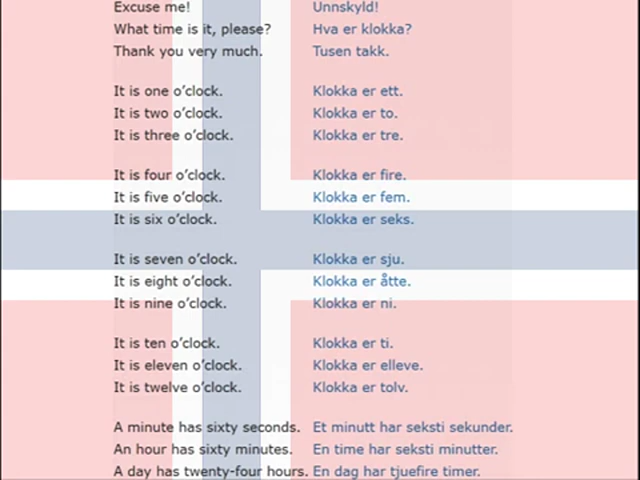 Excuse me! Unnskyld!
What time is it, please? Hva er klokka?
Thank you very much. Tusen takk.
It is one o’clock. Klokka er ett.
It is two o’clock. Klokka er to.
It is three o’clock. Klokka er tre.
It is four o’clock. Klokka er fire.
It is five o’clock. Klokka er fem.
It is six o’clock. Klokka er seks.
It is seven o’clock. Klokka er sju.
It is eight o’clock. Klokka er åtte.
It is nine o’clock. Klokka er ni.
It is ten o’clock. Klokka er ti.
It is eleven o’clock. Klokka er elleve.
It is twelve o’clock. Klokka er tolv.
A minute has sixty seconds. Et minutt har seksti sekunder.
An hour has sixty minutes. En time har seksti minutter.
A day has twenty-four hours. En dag har tjuefire timer.